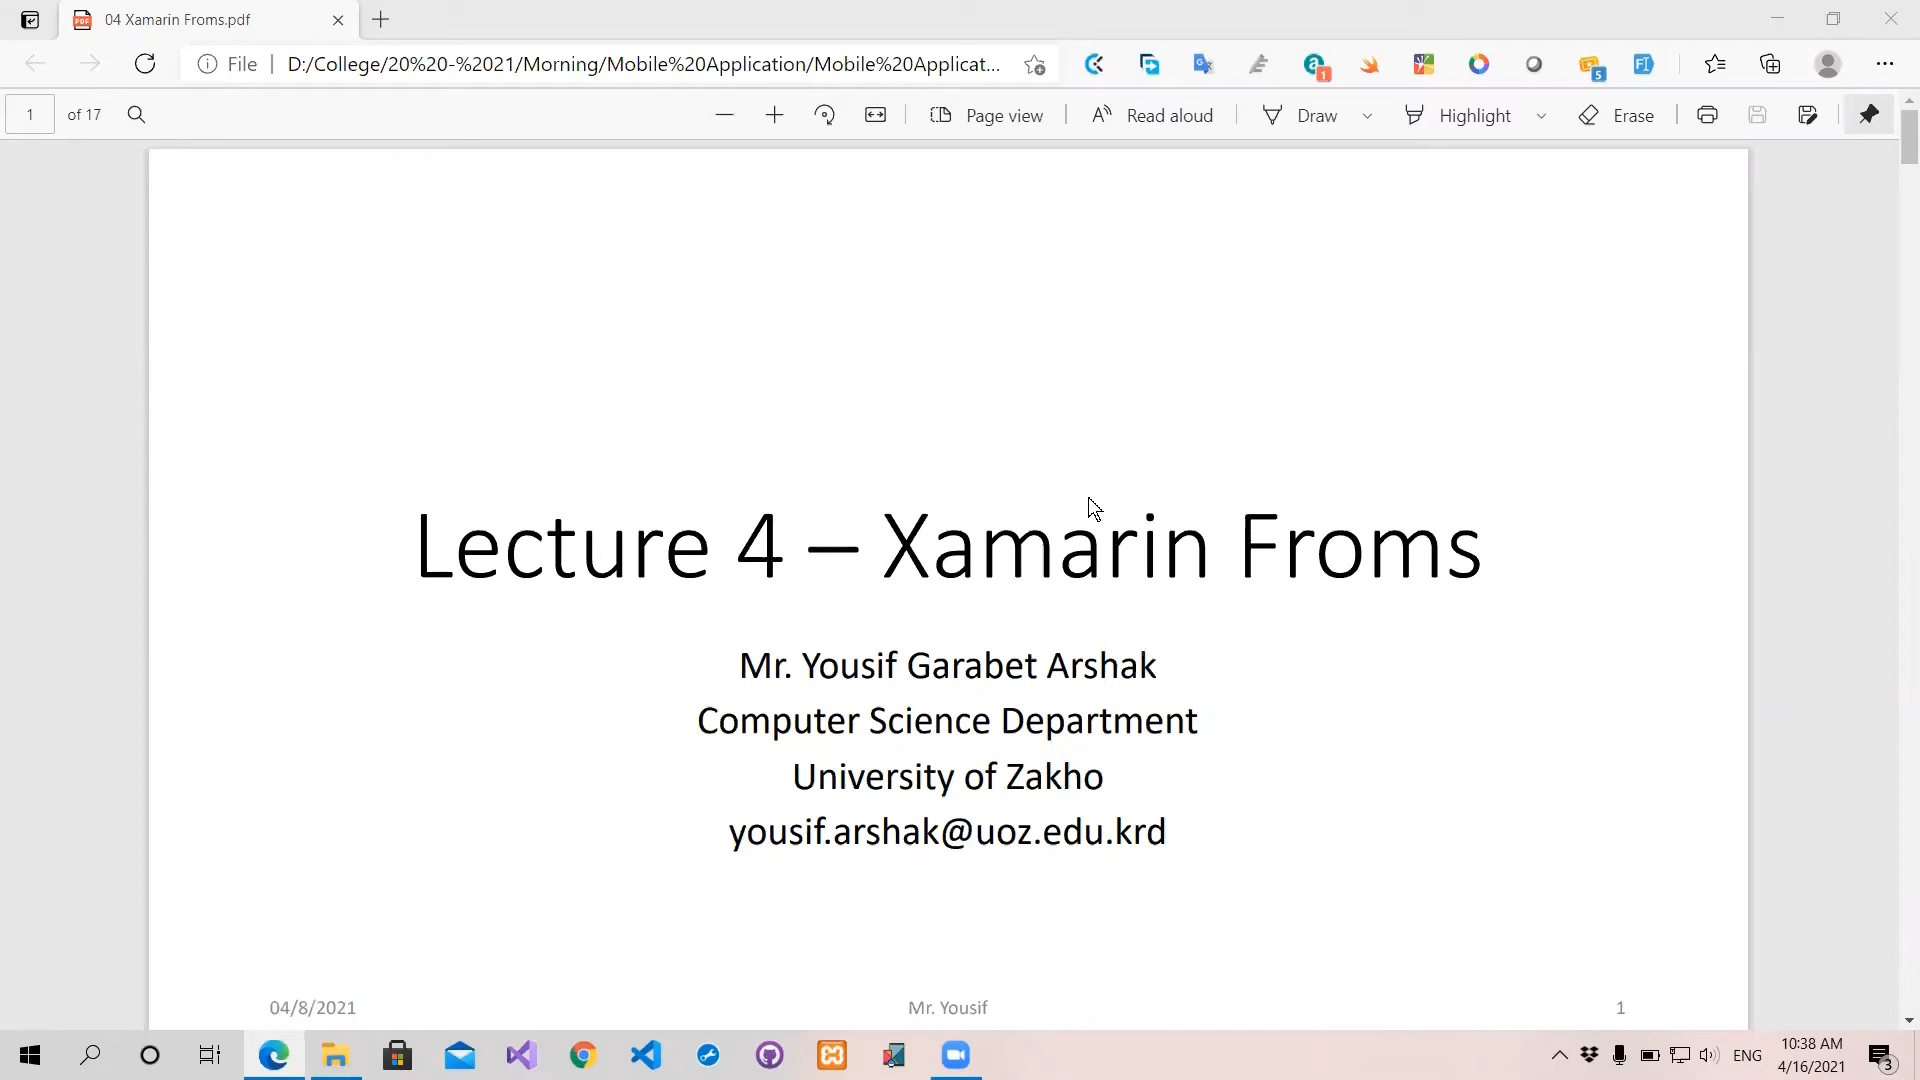 04 Xamarin Froms.pdf
File D:/College/20%20-%2021/Morning/Mobile%20Application/Mobile%20Applicat...
1 of 17 Page view Read aloud Draw Highlight Erase
Lecture 4 – Xamarin Froms
Mr. Yousif Garabet Arshak
Computer Science Department
University of Zakho
yousif.arshak@uoz.edu.krd
04/8/2021 Mr. Yousif 1
ENG
10:38 AM
4/16/2021
3